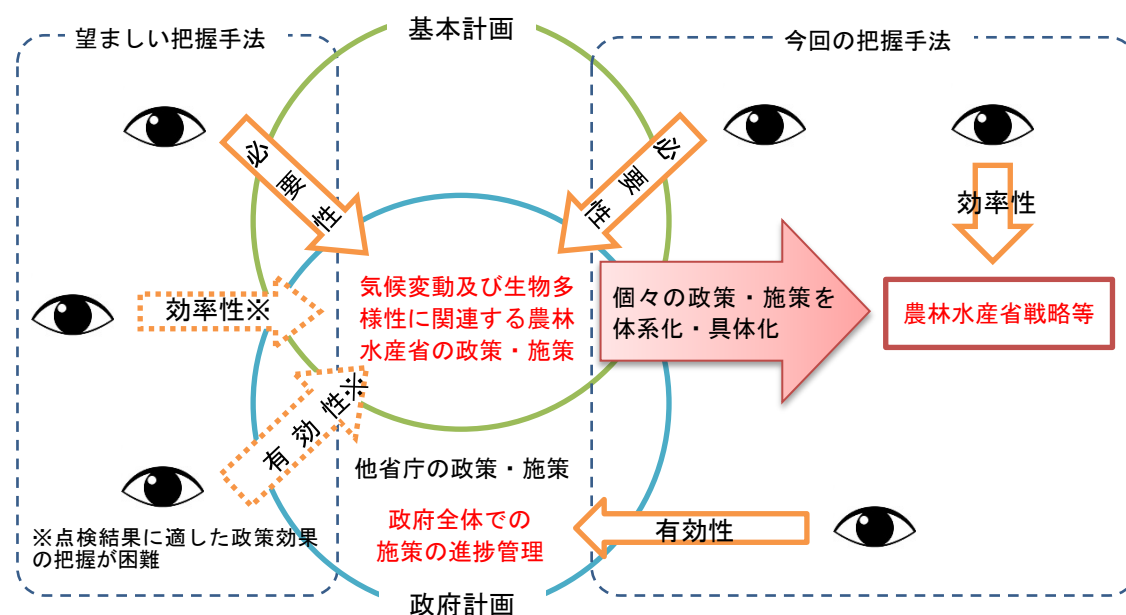 望ましい把握手法
基本計画
今回の把握手法
必要性
必要性
効率性
効率性※
気候変動及び生物多
様性に関連する農林
水産省の政策・施策
個々の政策・施策を
体系化・具体化
農林水産省戦略等
有効性※
他省庁の政策・施策
政府全体での
施策の進捗管理
有効性
※点検結果に適した政策効果
の把握が困難
政府計画